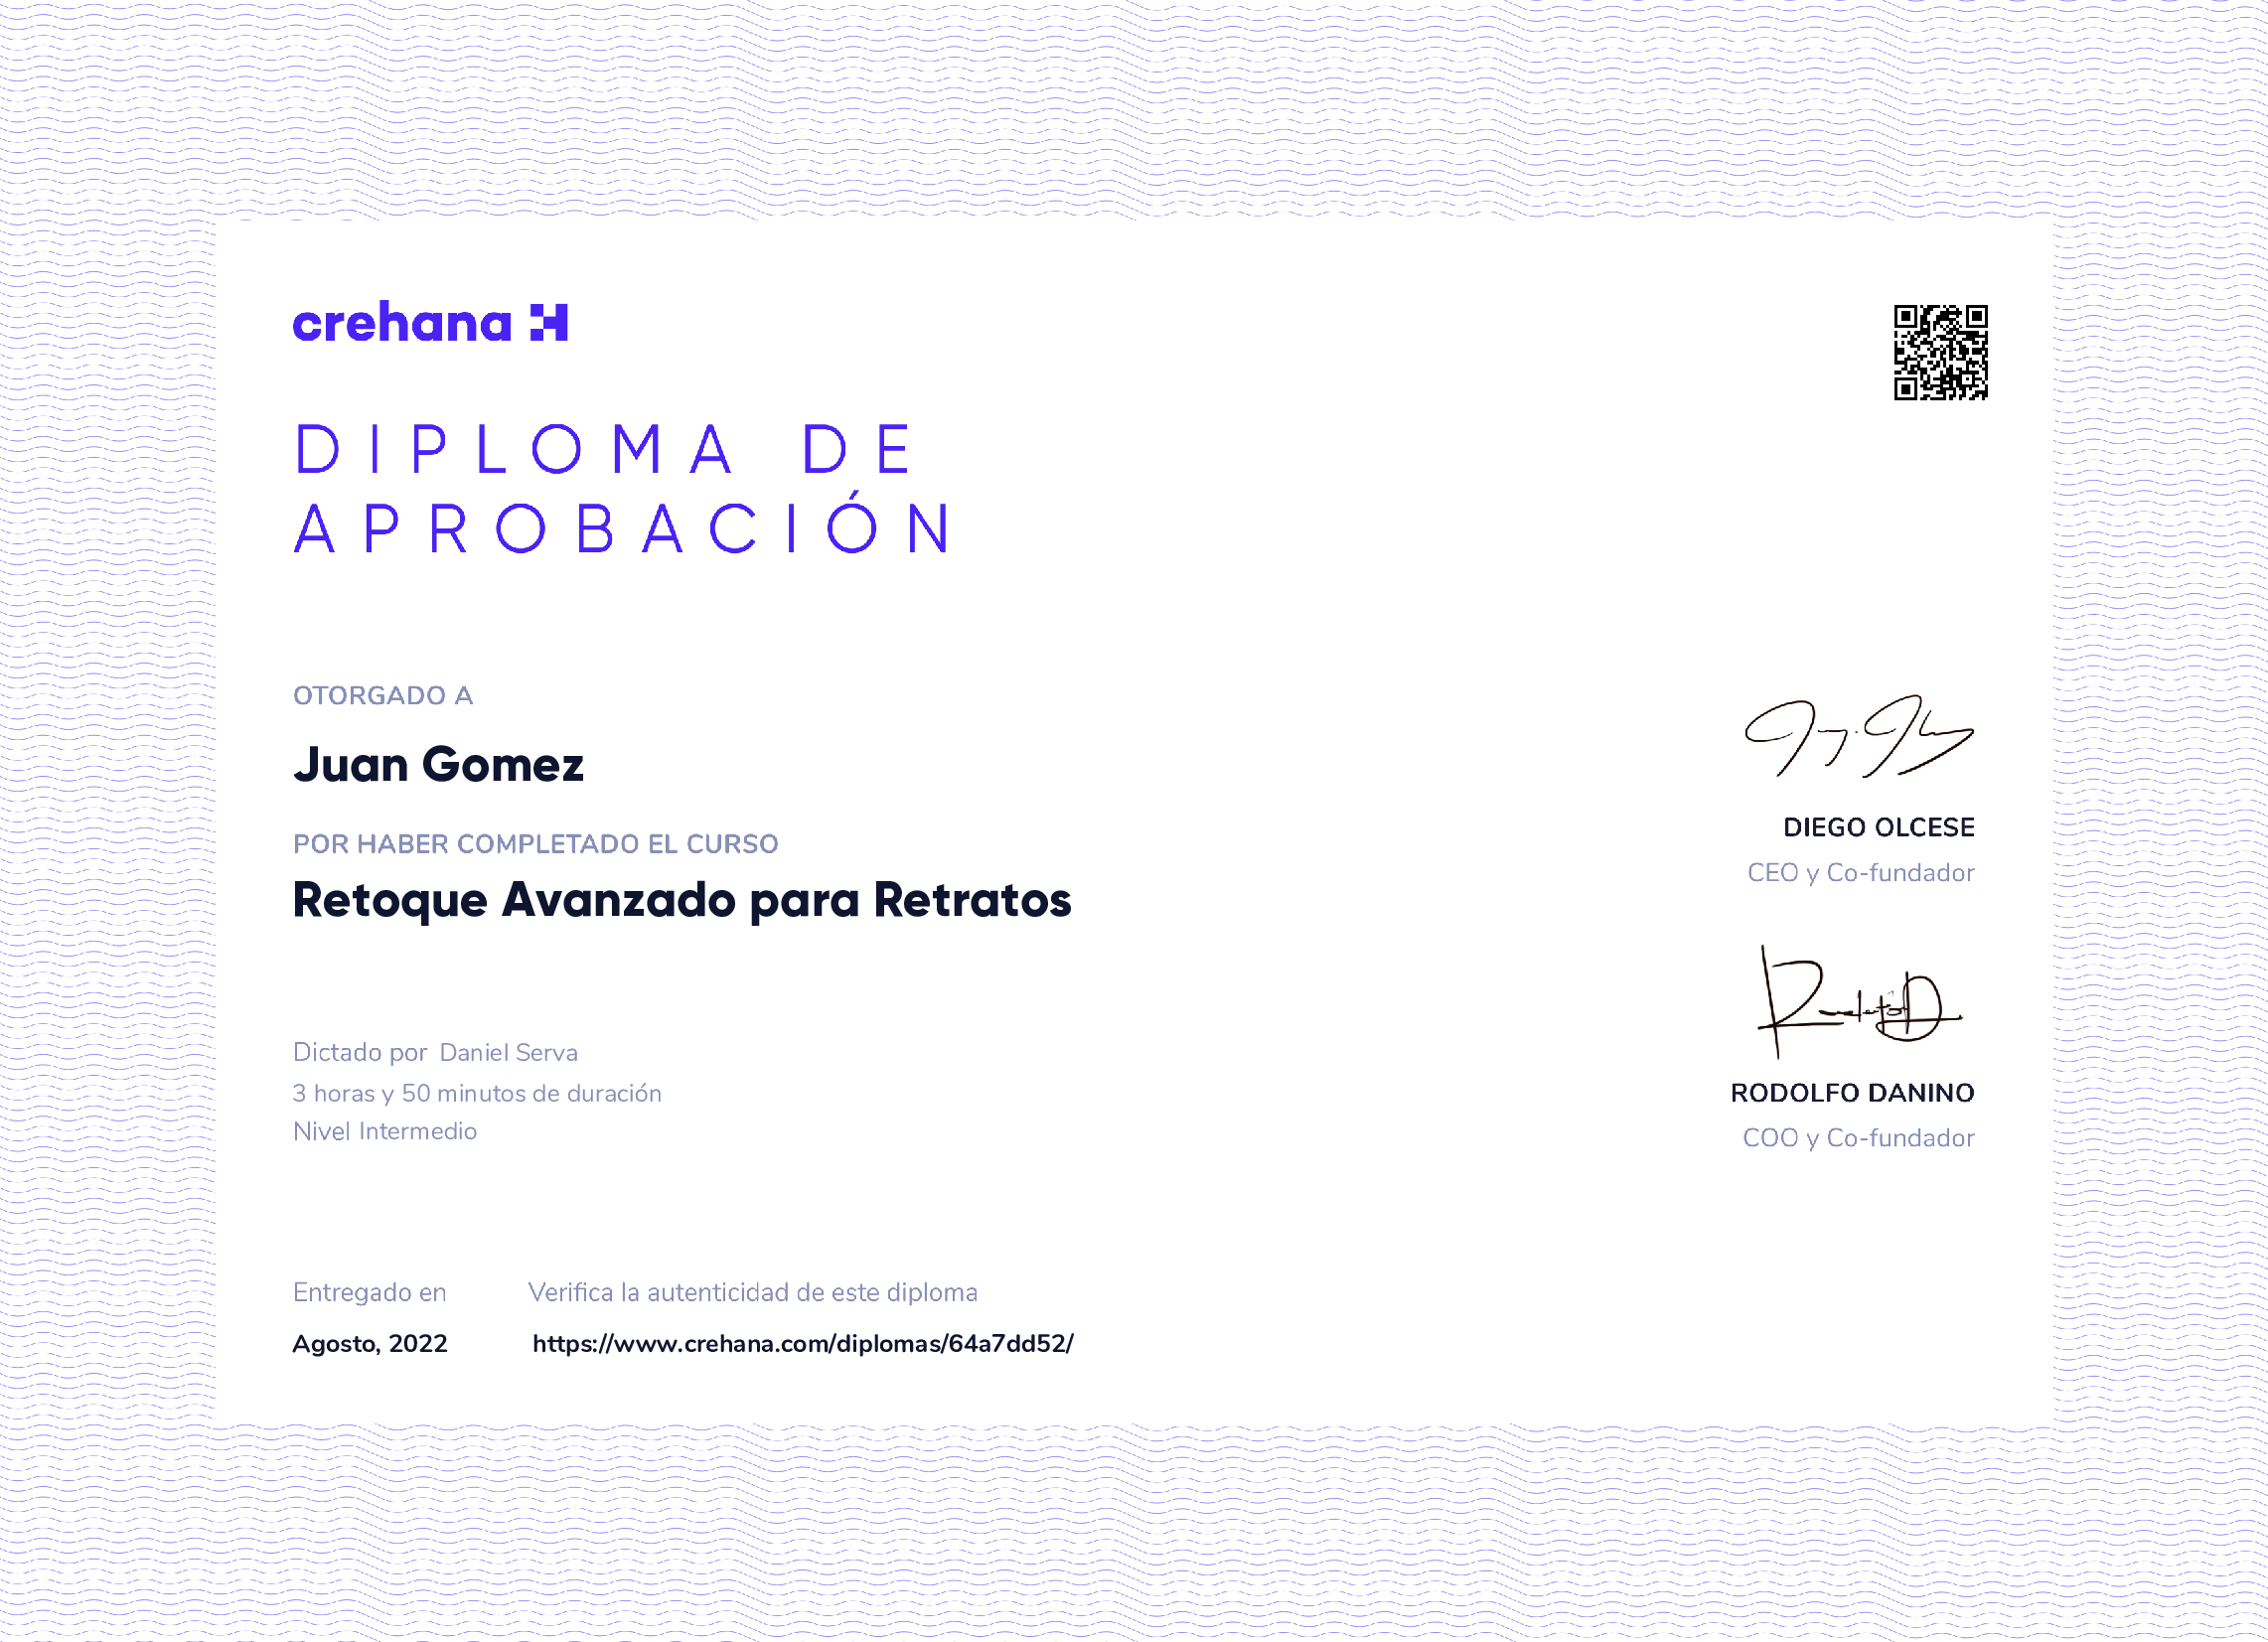 crehana
DIPLOMA DE
APROBACIÓN
OTORGADO A
Juan Gomez
POR HABER COMPLETADO EL CURSO
Retoque Avanzado para Retratos
DIEGO OLCESE
CEO y Co-fundador
Dictado por Daniel Serva
3 horas y 50 minutos de duración
Nivel Intermedio
RODOLFO DANINO
COO y Co-fundador
Entregado en
Agosto, 2022
Verifica la autenticidad de este diploma
https://www.crehana.com/diplomas/64a7dd52/